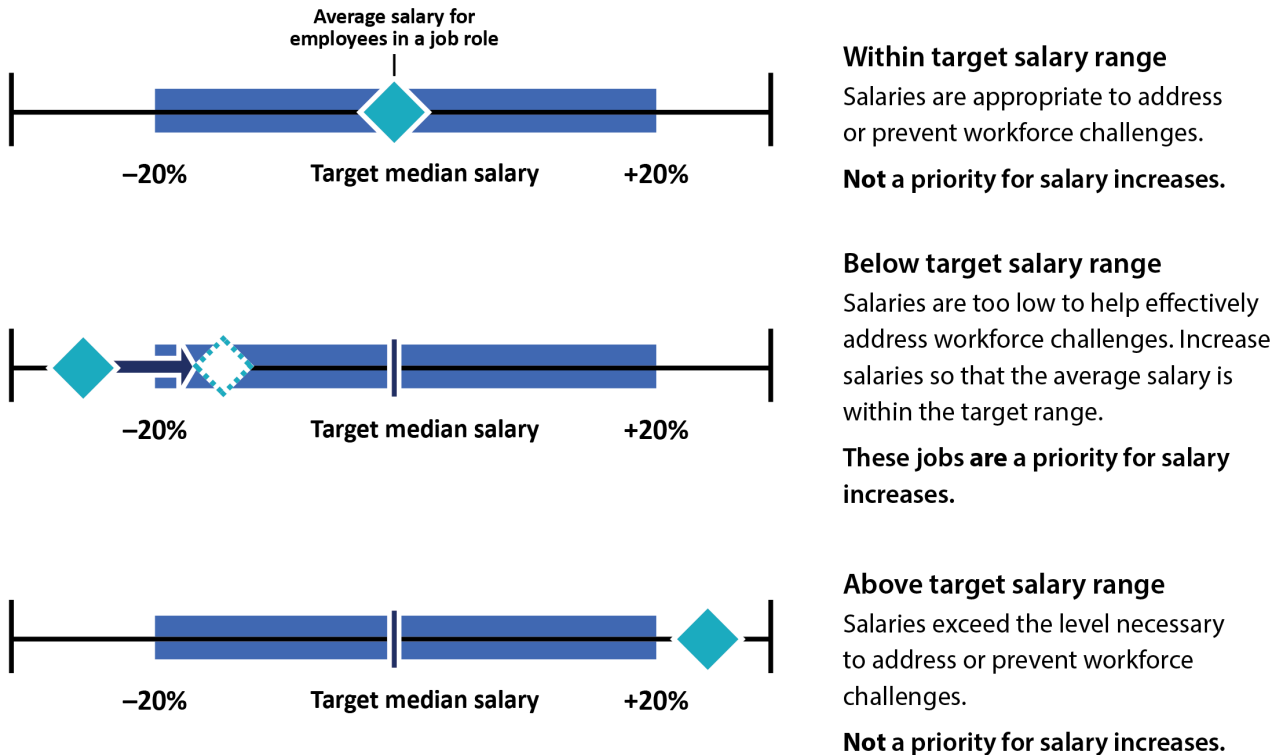 Average salary for
employees in a job role
–20%
Target median salary
+20%
Within target salary range
Salaries are appropriate to address
or prevent workforce challenges.
Not a priority for salary increases.
–20%
Target median salary
+20%
Below target salary range
Salaries are too low to help effectively
address workforce challenges. Increase
salaries so that the average salary is
within the target range.
These jobs are a priority for salary
increases.
–20%
Target median salary
+20%
Above target salary range
Salaries exceed the level necessary
to address or prevent workforce
challenges.
Not a priority for salary increases.